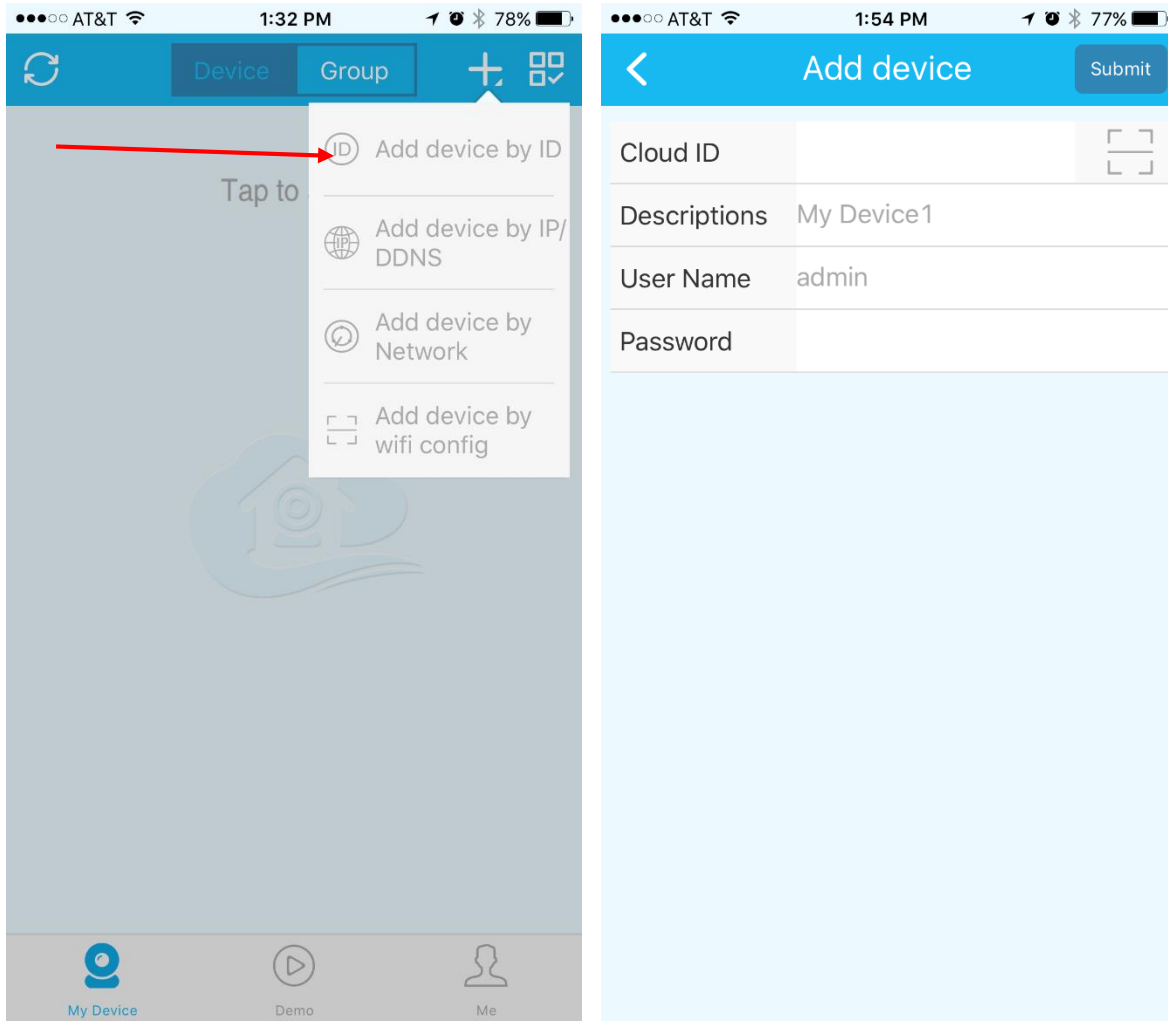 AT&T
1:32 PM
78%
Device
Group
ID
Add device by ID
Tap to
IP
Add device by IP/
DDNS
Add device by
Network
Add device by
wifi config
My Device
Demo
Me
AT&T
1:54 PM
77%
Add device
Submit
Cloud ID
Descriptions
My Device1
User Name
admin
Password